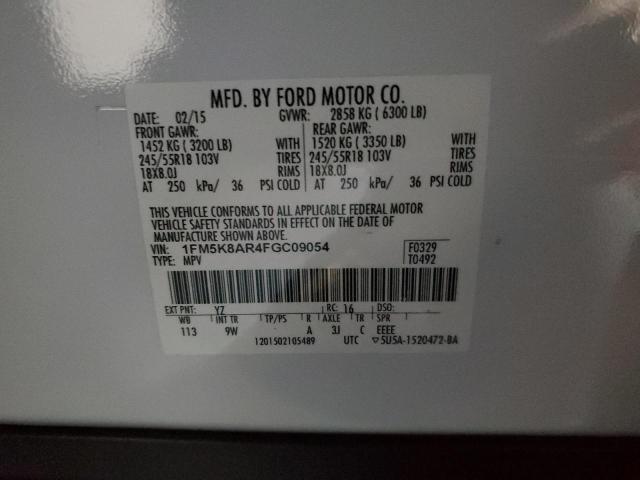 MFD. BY FORD MOTOR CO.
DATE: 02/15 GVWR: 2858 KG ( 6300 LB)
FRONT GAWR: REAR GAWR:
1452 KG ( 3200 LB) WITH 1520 KG ( 3350 LB) WITH
245/55R18 103V TIRES 245/55R18 103V TIRES
18X8.0J RIMS 18X8.0J RIMS
AT 250 kPa/ 36 PSI COLD AT 250 kPa/ 36 PSI COLD
THIS VEHICLE CONFORMS TO ALL APPLICABLE FEDERAL MOTOR
VEHICLE SAFETY STANDARDS IN EFFECT ON THE DATE OF
MANUFACTURE SHOWN ABOVE.
VIN: 1FM5K8AR4FGC09054 F0329
TYPE: MPV T0492
EXT PNT: YZ RC: 16 DSO:
WB INT TR TP/PS R AXLE TR SPR
113 9W A 3J C EEEE
1201502105489 UTC ▽5U5A-1520472-BA